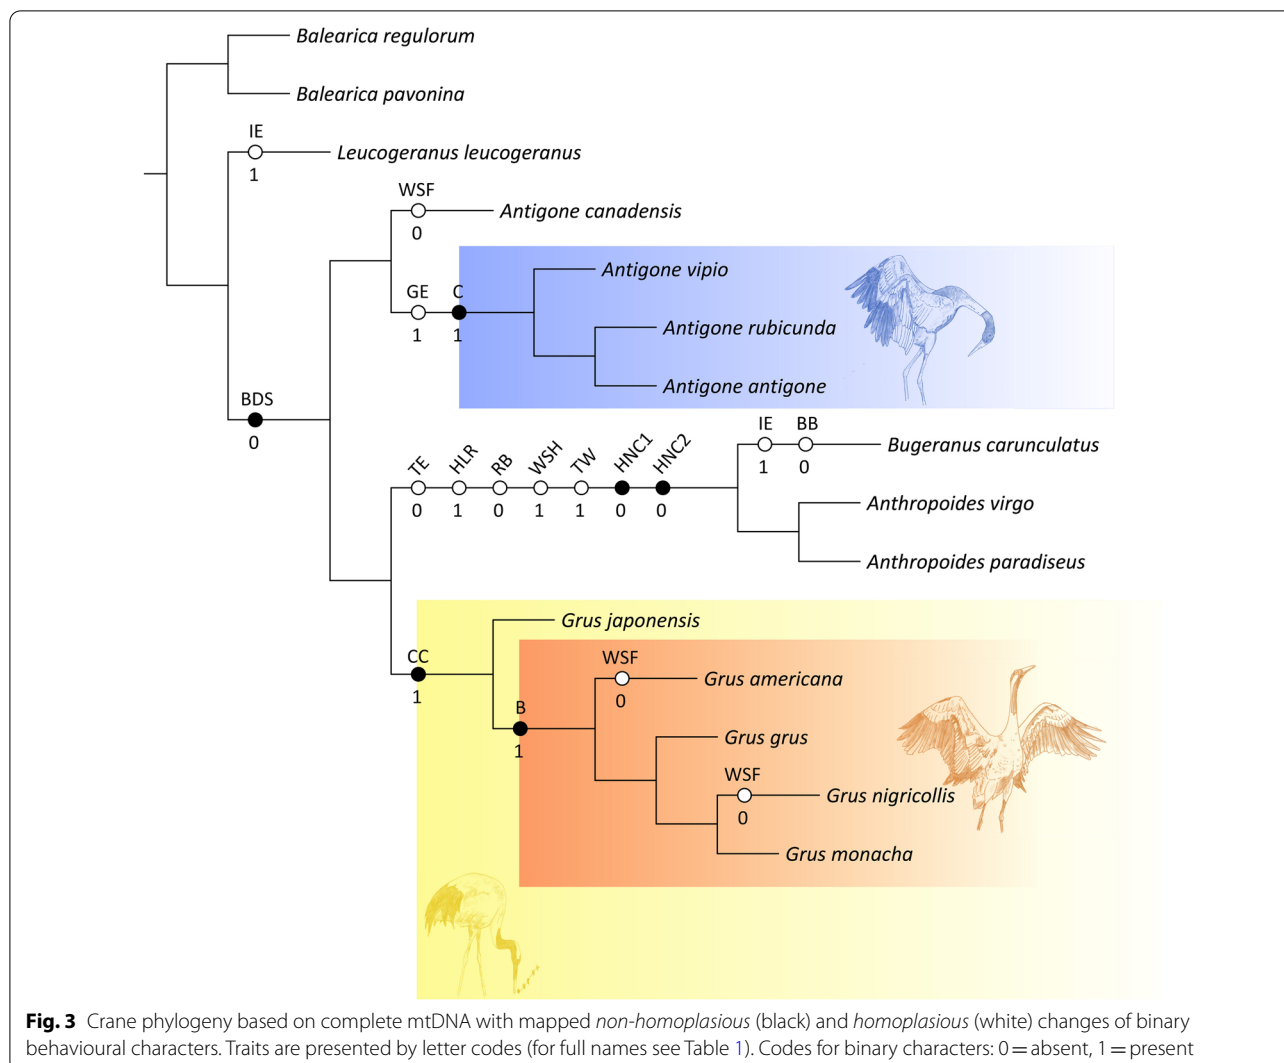 Balearica regulorum
Balearica pavonina
IE
1
Leucogeranus leucogeranus
WSF
0
Antigone canadensis
Antigone vipio
GE C
1 1
Antigone rubicunda
Antigone antigone
BDS
0
IE BB
1 0
Bugeranus carunculatus
TE HLR RB WSH TW HNC1 HNC2
0 1 0 1 1 0 0
Anthropoides virgo
Anthropoides paradiseus
Grus japonensis
CC
1
WSF
0
Grus americana
B
1
Grus grus
WSF
0
Grus nigricollis
Grus monacha
Fig. 3 Crane phylogeny based on complete mtDNA with mapped non-homoplasious (black) and homoplasious (white) changes of binary
behavioural characters. Traits are presented by letter codes (for full names see Table 1). Codes for binary characters: 0 = absent, 1 = present